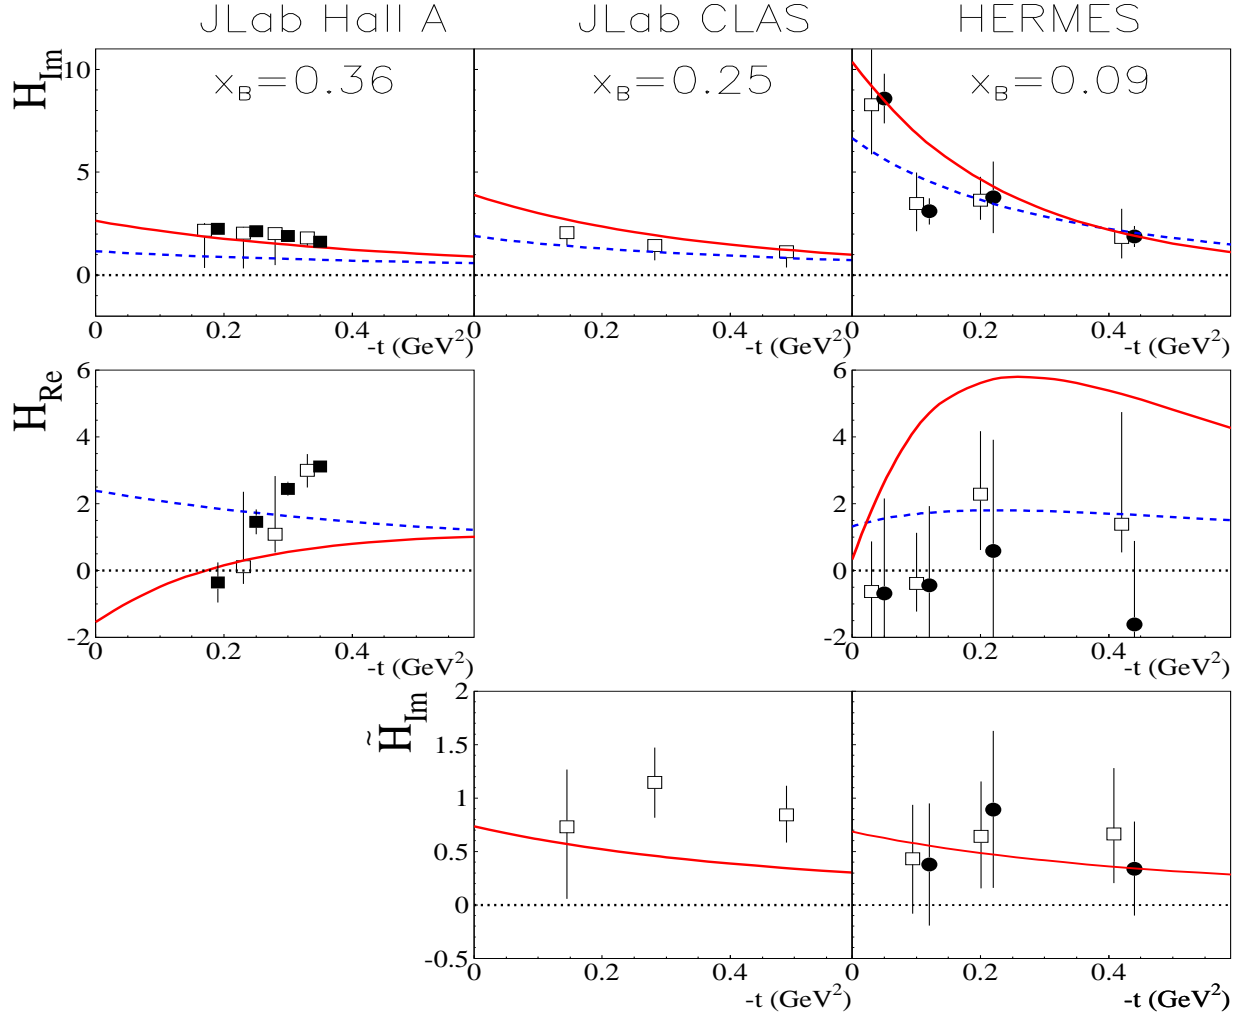 JLab Hall A JLab CLAS HERMES
H_Im
10
5
0
x_B=0.36
x_B=0.25
x_B=0.09
0 0.2 0.4
-t (GeV²)
0 0.2 0.4
-t (GeV²)
0 0.2 0.4
-t (GeV²)
H_Re
6
4
2
0
-2
0 0.2 0.4
-t (GeV²)
6
4
2
0
-2
0 0.2 0.4
-t (GeV²)
H̃_Im
2
1.5
1
0.5
0
-0.5
0 0.2 0.4
-t (GeV²)
0 0.2 0.4
-t (GeV²)